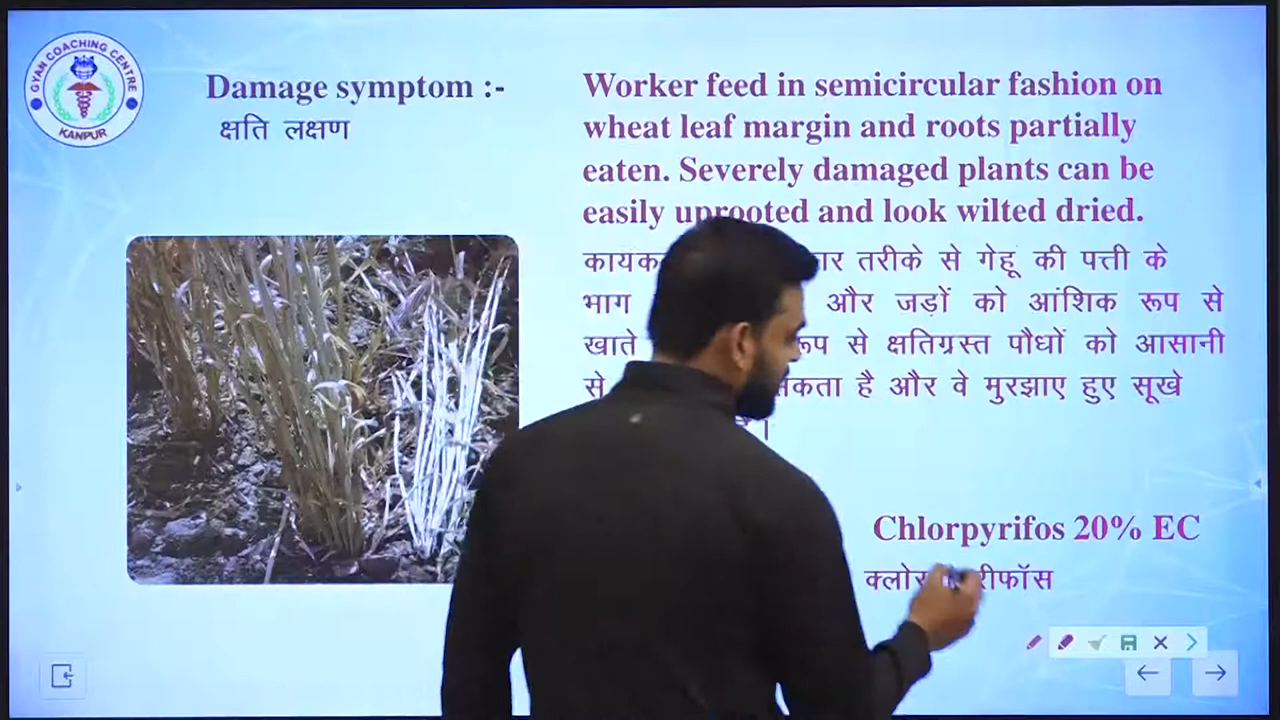 GYAN COACHING CENTRE
KANPUR
Damage symptom :-
क्षति लक्षण
Worker feed in semicircular fashion on
wheat leaf margin and roots partially
eaten. Severely damaged plants can be
easily uprooted and look wilted dried.
तरीके से गेहू की पत्ती के
भाग और जड़ों को आंशिक रूप से
खाते से क्षतिग्रस्त पौधों को आसानी
से है और वे मुरझाए हुए सूखे
Chlorpyrifos 20% EC